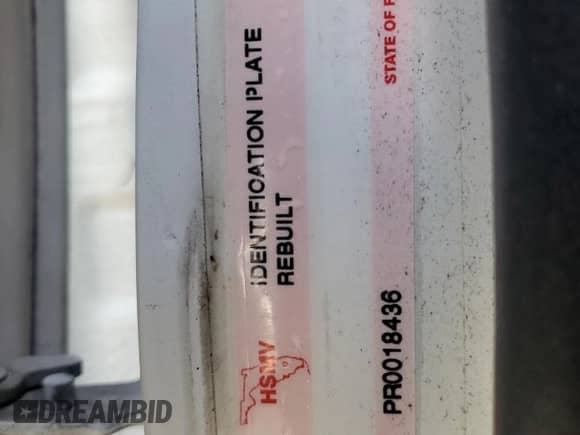 HSMV
IDENTIFICATION PLATE
REBUILT
PR0018436
STATE OF
DREAMBID